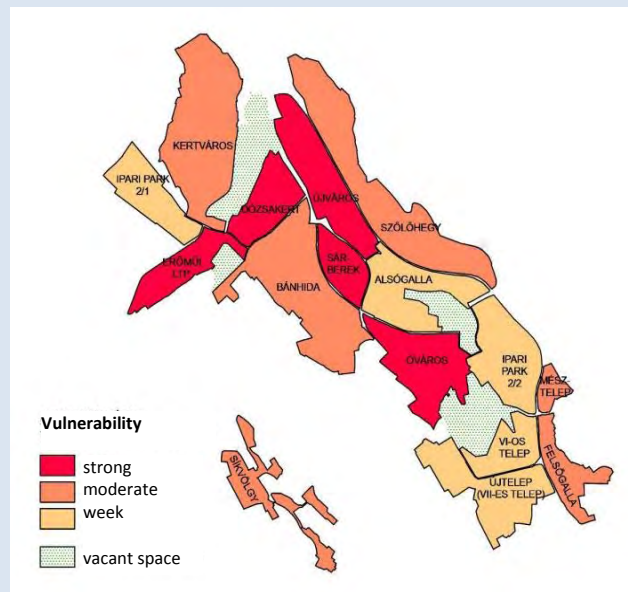 KERTVÁROS
IPARI PARK
2/1
DÓZSAKERT
ÚJVÁROS
SZŐLŐHEGY
ERŐMŰI
LTP.
SÁR-
BEREK
ALSÓGALLA
BÁNHIDA
ÓVÁROS
IPARI
PARK
2/2
MÉSZ-
TELEP
Vulnerability
VI-OS
TELEP
FELSŐGALLA
strong
SÍKVÖLGY
ÚJTELEP
(VII-ES TELEP)
moderate
week
vacant space